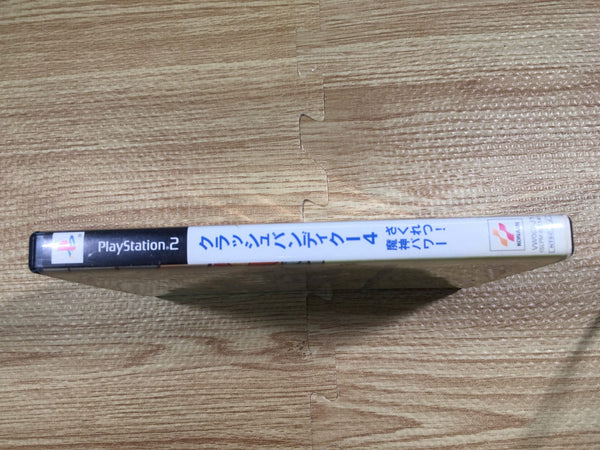 PlayStation.2
クラッシュバンディクー4
さくれつ!
魔神パワー
KONAMI